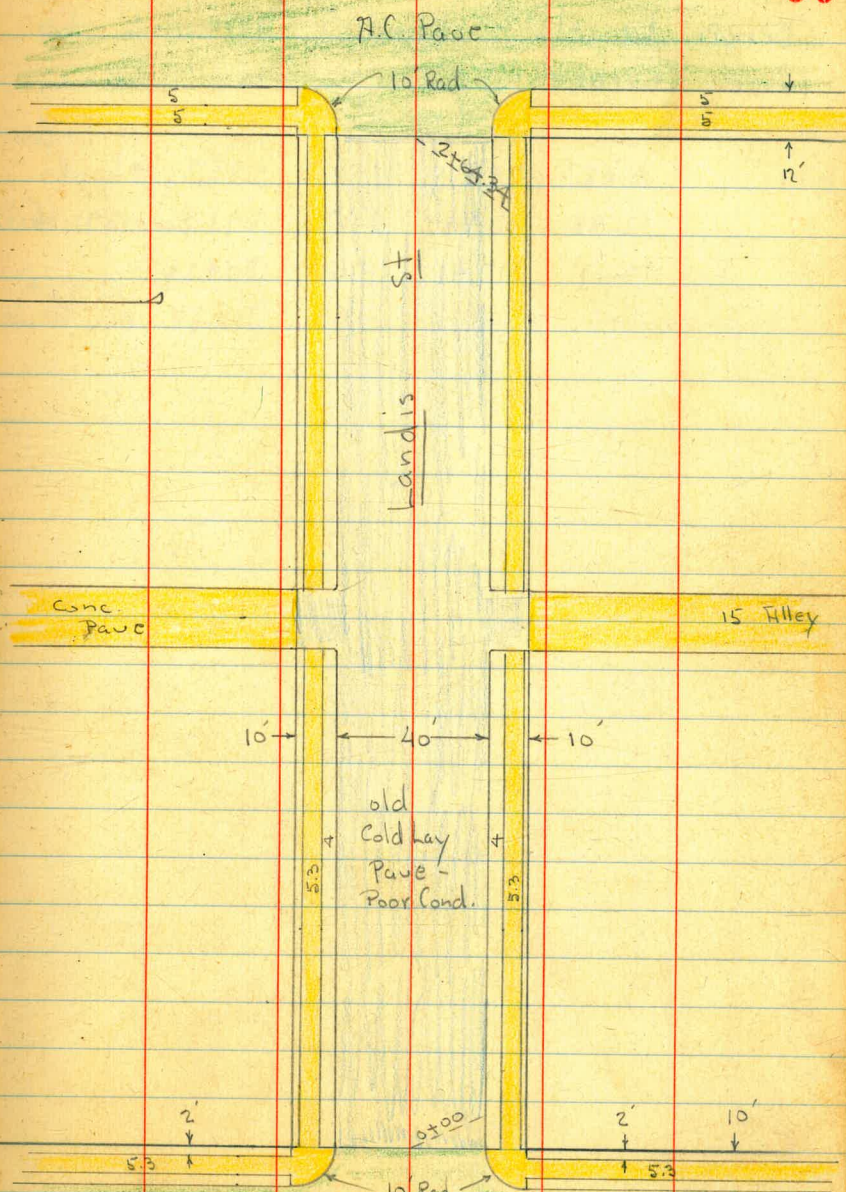 A.C. Pave
10' Rad.
5
5
5
5
12'
2+64.34
Landis St
Conc.
Pave
15 Alley
10'
40'
10'
old
Cold Lay
Pave -
Poor Cond.
4
4
5.3
5.3
0+00
2'
2'
10'
5.3
5.3
10' Rad